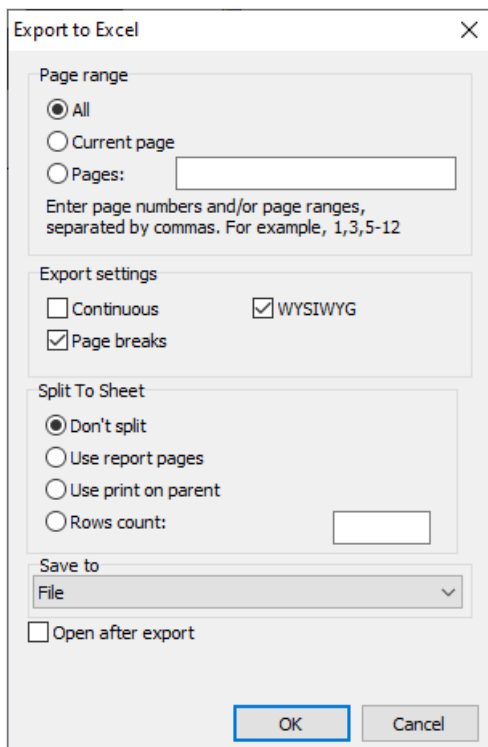 Export to Excel
Page range
All
Current page
Pages:
Enter page numbers and/or page ranges,
separated by commas. For example, 1,3,5-12
Export settings
Continuous
WYSIWYG
Page breaks
Split To Sheet
Don't split
Use report pages
Use print on parent
Rows count:
Save to
File
Open after export
OK
Cancel